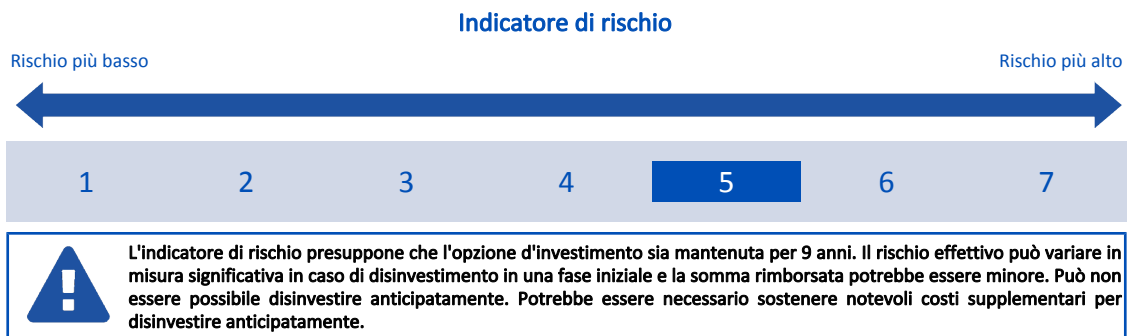 Indicatore di rischio
Rischio più basso
Rischio più alto
1 2 3 4 5 6 7
L'indicatore di rischio presuppone che l'opzione d'investimento sia mantenuta per 9 anni. Il rischio effettivo può variare in
misura significativa in caso di disinvestimento in una fase iniziale e la somma rimborsata potrebbe essere minore. Può non
essere possibile disinvestire anticipatamente. Potrebbe essere necessario sostenere notevoli costi supplementari per
disinvestire anticipatamente.